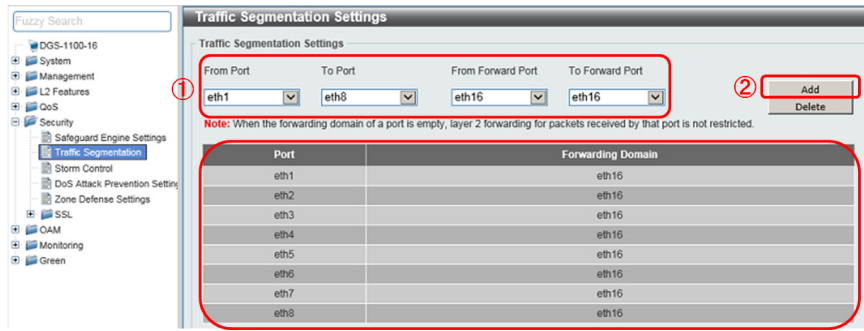 Fuzzy Search
DGS-1100-16
System
Management
L2 Features
QoS
Security
Safeguard Engine Settings
Traffic Segmentation
Storm Control
DoS Attack Prevention Setting
Zone Defense Settings
SSL
OAM
Monitoring
Green
Traffic Segmentation Settings
Traffic Segmentation Settings
From Port To Port From Forward Port To Forward Port
① eth1 eth8 eth16 eth16 ② Add
Delete
Note: When the forwarding domain of a port is empty, layer 2 forwarding for packets received by that port is not restricted.
Port Forwarding Domain
eth1 eth16
eth2 eth16
eth3 eth16
eth4 eth16
eth5 eth16
eth6 eth16
eth7 eth16
eth8 eth16